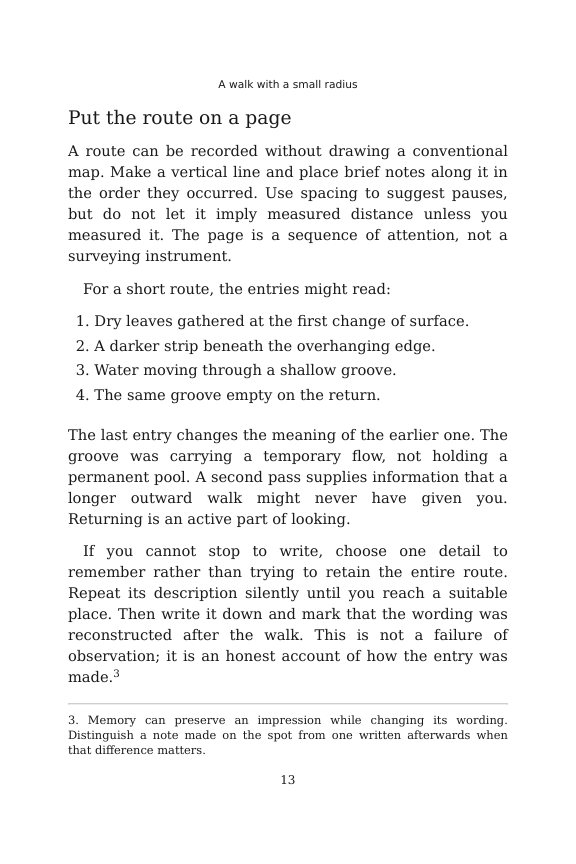 A walk with a small radius
Put the route on a page
A route can be recorded without drawing a conventional
map. Make a vertical line and place brief notes along it in
the order they occurred. Use spacing to suggest pauses,
but do not let it imply measured distance unless you
measured it. The page is a sequence of attention, not a
surveying instrument.
For a short route, the entries might read:
1. Dry leaves gathered at the first change of surface.
2. A darker strip beneath the overhanging edge.
3. Water moving through a shallow groove.
4. The same groove empty on the return.
The last entry changes the meaning of the earlier one. The
groove was carrying a temporary flow, not holding a
permanent pool. A second pass supplies information that a
longer outward walk might never have given you.
Returning is an active part of looking.
If you cannot stop to write, choose one detail to
remember rather than trying to retain the entire route.
Repeat its description silently until you reach a suitable
place. Then write it down and mark that the wording was
reconstructed after the walk. This is not a failure of
observation; it is an honest account of how the entry was
made.3
3. Memory can preserve an impression while changing its wording.
Distinguish a note made on the spot from one written afterwards when
that difference matters.
13